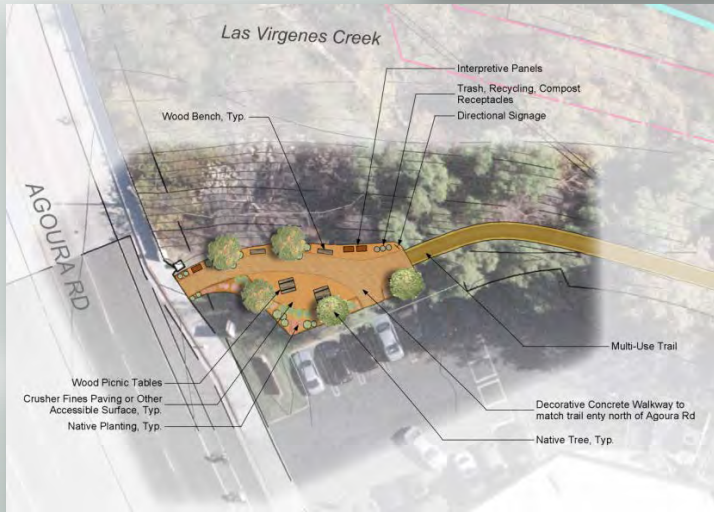 Las Virgenes Creek
Interpretive Panels
Trash, Recycling, Compost
Receptacles
Directional Signage
Wood Bench, Typ.
AGOURA RD
Multi-Use Trail
Wood Picnic Tables
Crusher Fines Paving or Other
Accessible Surface, Typ.
Native Planting, Typ.
Decorative Concrete Walkway to
match trail enty north of Agoura Rd
Native Tree, Typ.